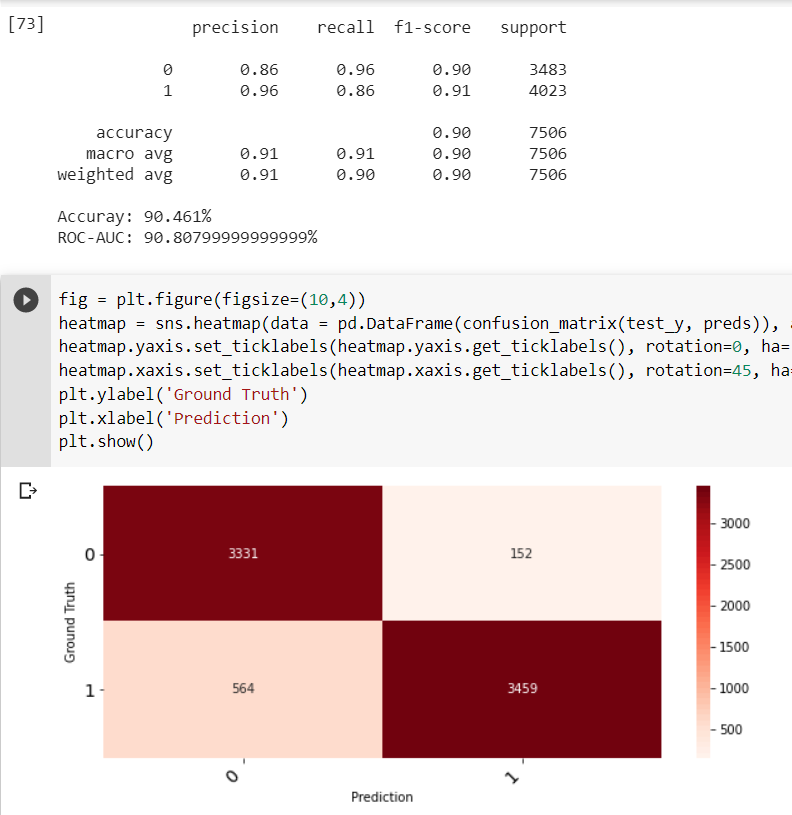 [73]
precision recall f1-score support
0 0.86 0.96 0.90 3483
1 0.96 0.86 0.91 4023
accuracy 0.90 7506
macro avg 0.91 0.91 0.90 7506
weighted avg 0.91 0.90 0.90 7506
Accuray: 90.461%
ROC-AUC: 90.80799999999999%
fig = plt.figure(figsize=(10,4))
heatmap = sns.heatmap(data = pd.DataFrame(confusion_matrix(test_y, preds)),
heatmap.yaxis.set_ticklabels(heatmap.yaxis.get_ticklabels(), rotation=0, ha=
heatmap.xaxis.set_ticklabels(heatmap.xaxis.get_ticklabels(), rotation=45, ha=
plt.ylabel('Ground Truth')
plt.xlabel('Prediction')
plt.show()
3000
0 3331 152
2500
2000
Ground Truth
1500
1 564 3459
1000
500
0 1
Prediction